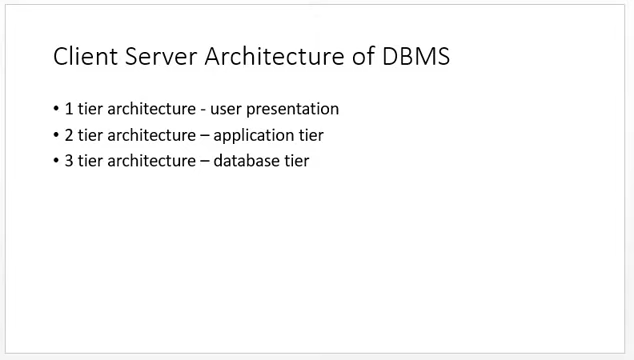 Client Server Architecture of DBMS
• 1 tier architecture - user presentation
• 2 tier architecture – application tier
• 3 tier architecture – database tier